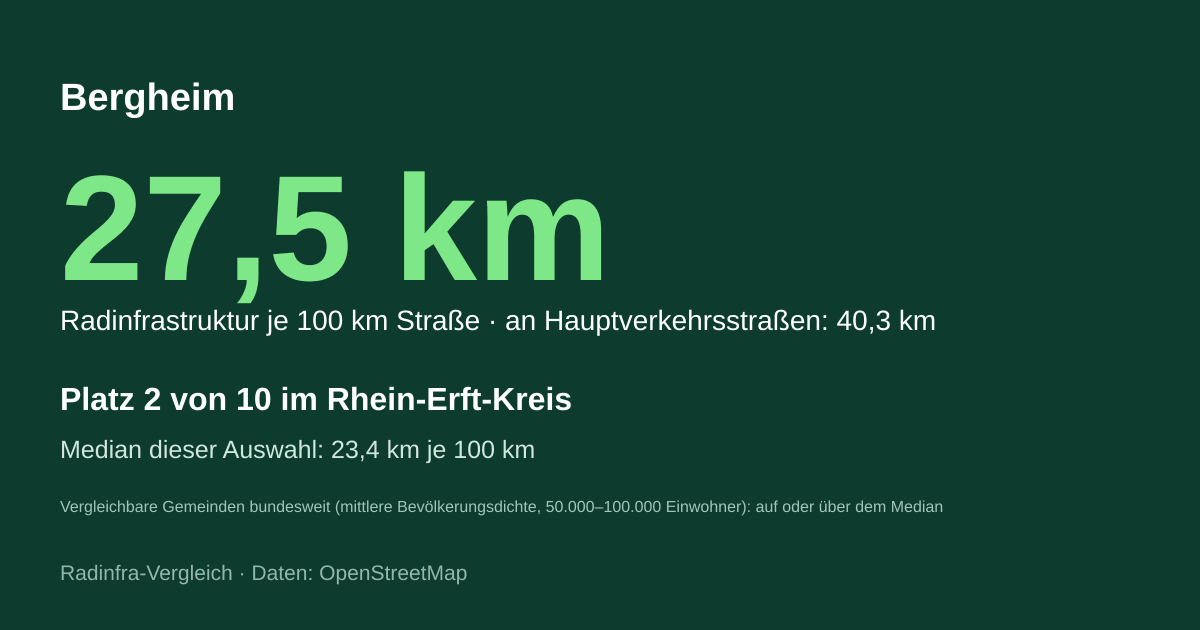 Bergheim
27,5 km
Radinfrastruktur je 100 km Straße · an Hauptverkehrsstraßen: 40,3 km
Platz 2 von 10 im Rhein-Erft-Kreis
Median dieser Auswahl: 23,4 km je 100 km
Vergleichbare Gemeinden bundesweit (mittlere Bevölkerungsdichte, 50.000–100.000 Einwohner): auf oder über dem Median
Radinfra-Vergleich · Daten: OpenStreetMap